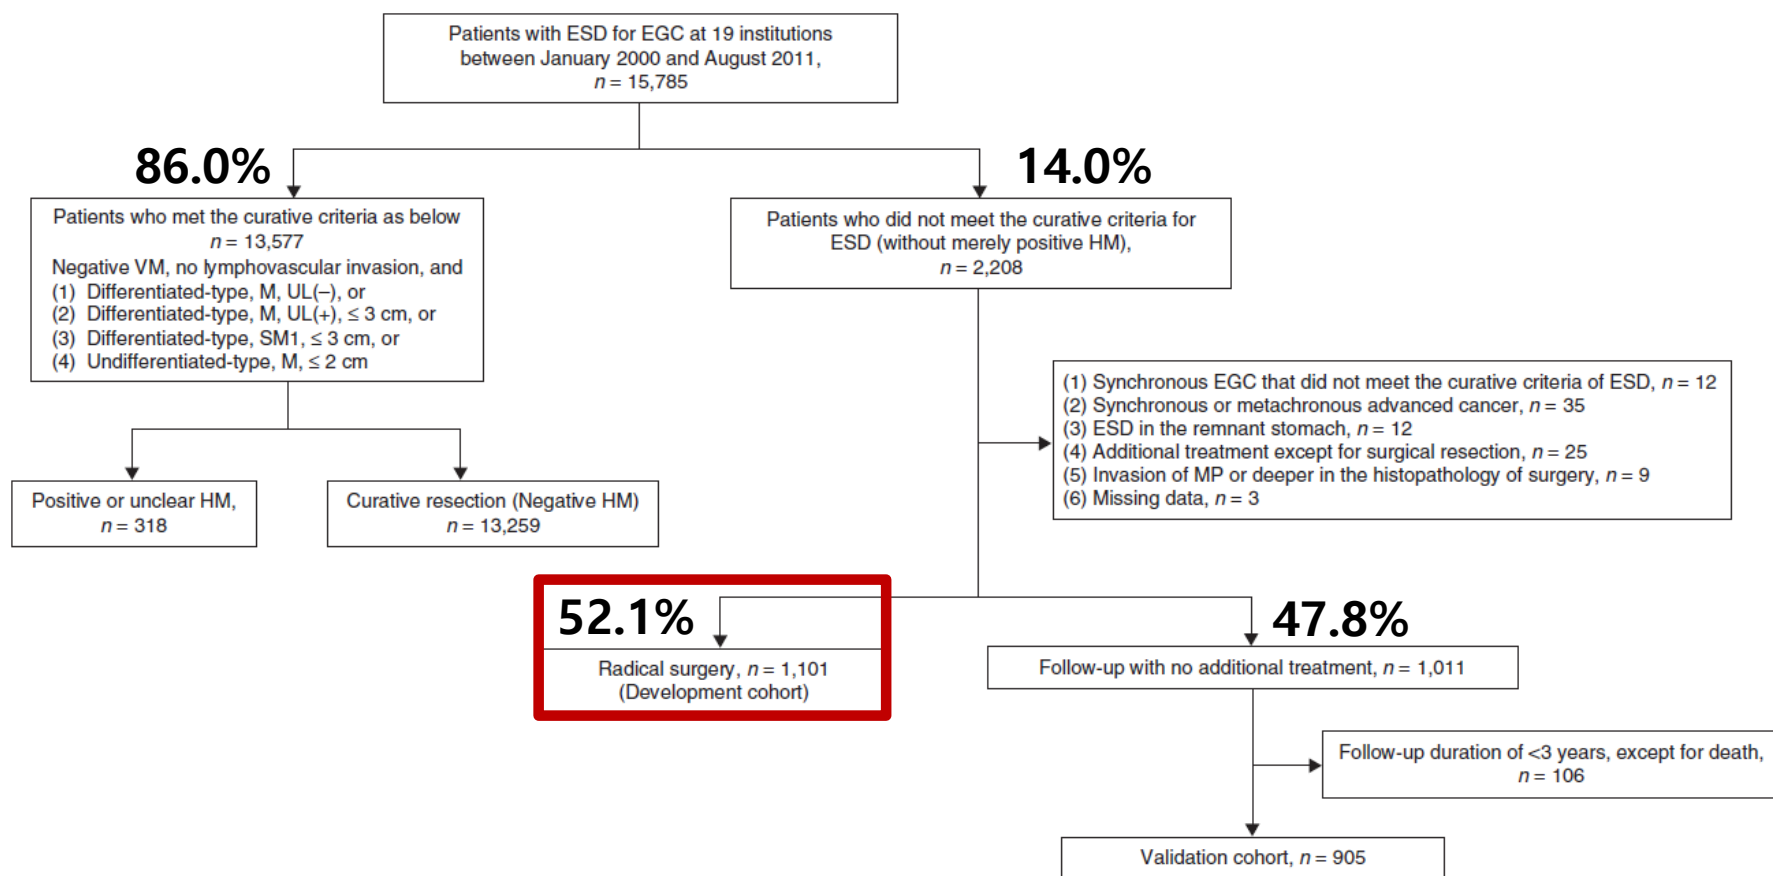 Patients with ESD for EGC at 19 institutions
between January 2000 and August 2011,
n = 15,785
86.0%
14.0%
Patients who met the curative criteria as below
n = 13,577
Negative VM, no lymphovascular invasion, and
(1) Differentiated-type, M, UL(–), or
(2) Differentiated-type, M, UL(+), ≤ 3 cm, or
(3) Differentiated-type, SM1, ≤ 3 cm, or
(4) Undifferentiated-type, M, ≤ 2 cm
Patients who did not meet the curative criteria for
ESD (without merely positive HM),
n = 2,208
(1) Synchronous EGC that did not meet the curative criteria of ESD, n = 12
(2) Synchronous or metachronous advanced cancer, n = 35
(3) ESD in the remnant stomach, n = 12
(4) Additional treatment except for surgical resection, n = 25
(5) Invasion of MP or deeper in the histopathology of surgery, n = 9
(6) Missing data, n = 3
Positive or unclear HM,
n = 318
Curative resection (Negative HM)
n = 13,259
52.1%
47.8%
Radical surgery, n = 1,101
(Development cohort)
Follow-up with no additional treatment, n = 1,011
Follow-up duration of <3 years, except for death,
n = 106
Validation cohort, n = 905